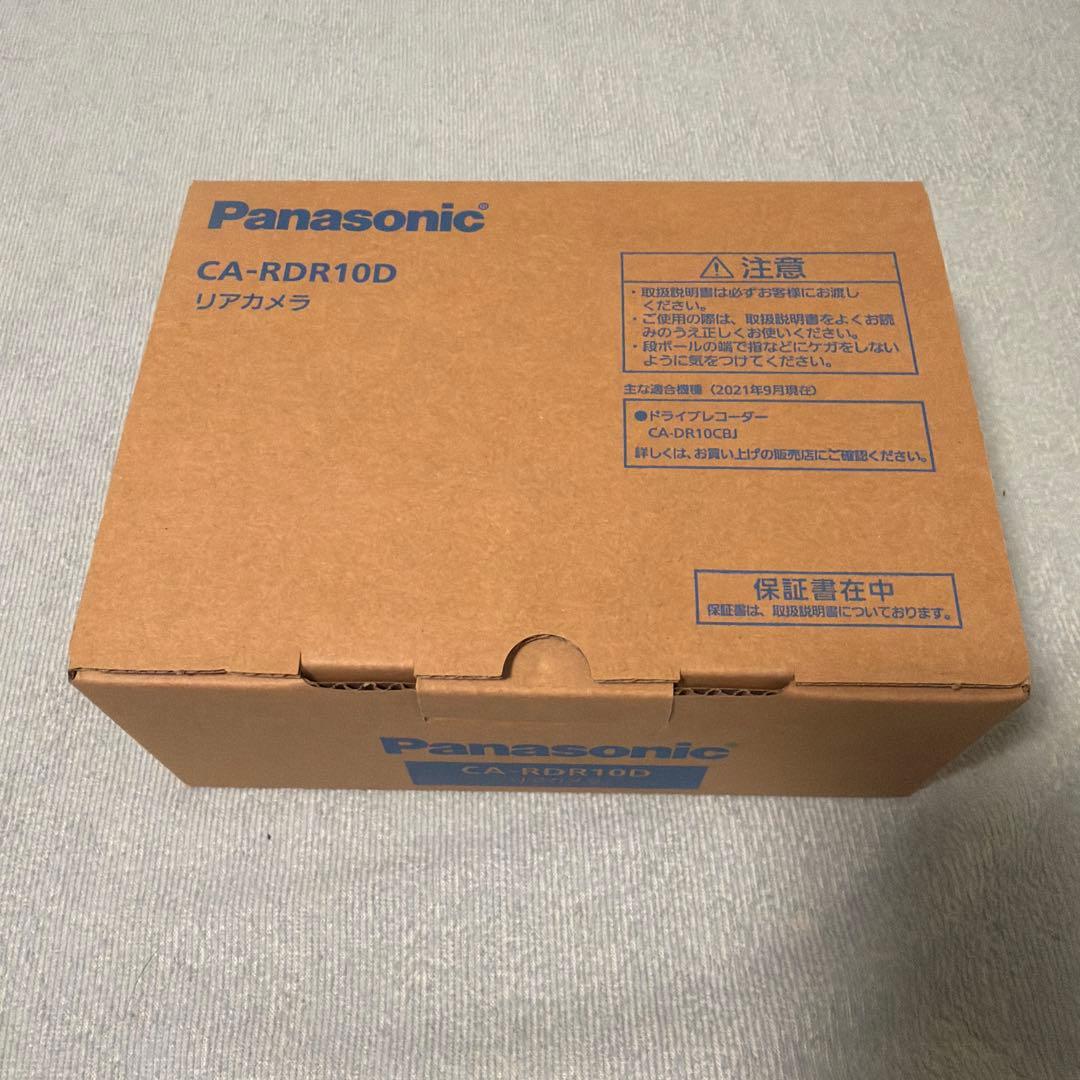 Panasonic®
CA-RDR10D
リアカメラ
⚠注意
・取扱説明書は必ずお客様にお渡し
ください。
・ご使用の際は、取扱説明書をよくお読
みのうえ正しくお使いください。
・段ボールの端で指などにケガをしない
ように気をつけてください。
主な適合機種（2021年9月現在）
●ドライブレコーダー
CA-DR10CBJ
詳しくは、お買い上げの販売店にご確認ください。
保証書在中
保証書は、取扱説明書についております。
Panasonic®
CA-RDR10D
リアカメラ